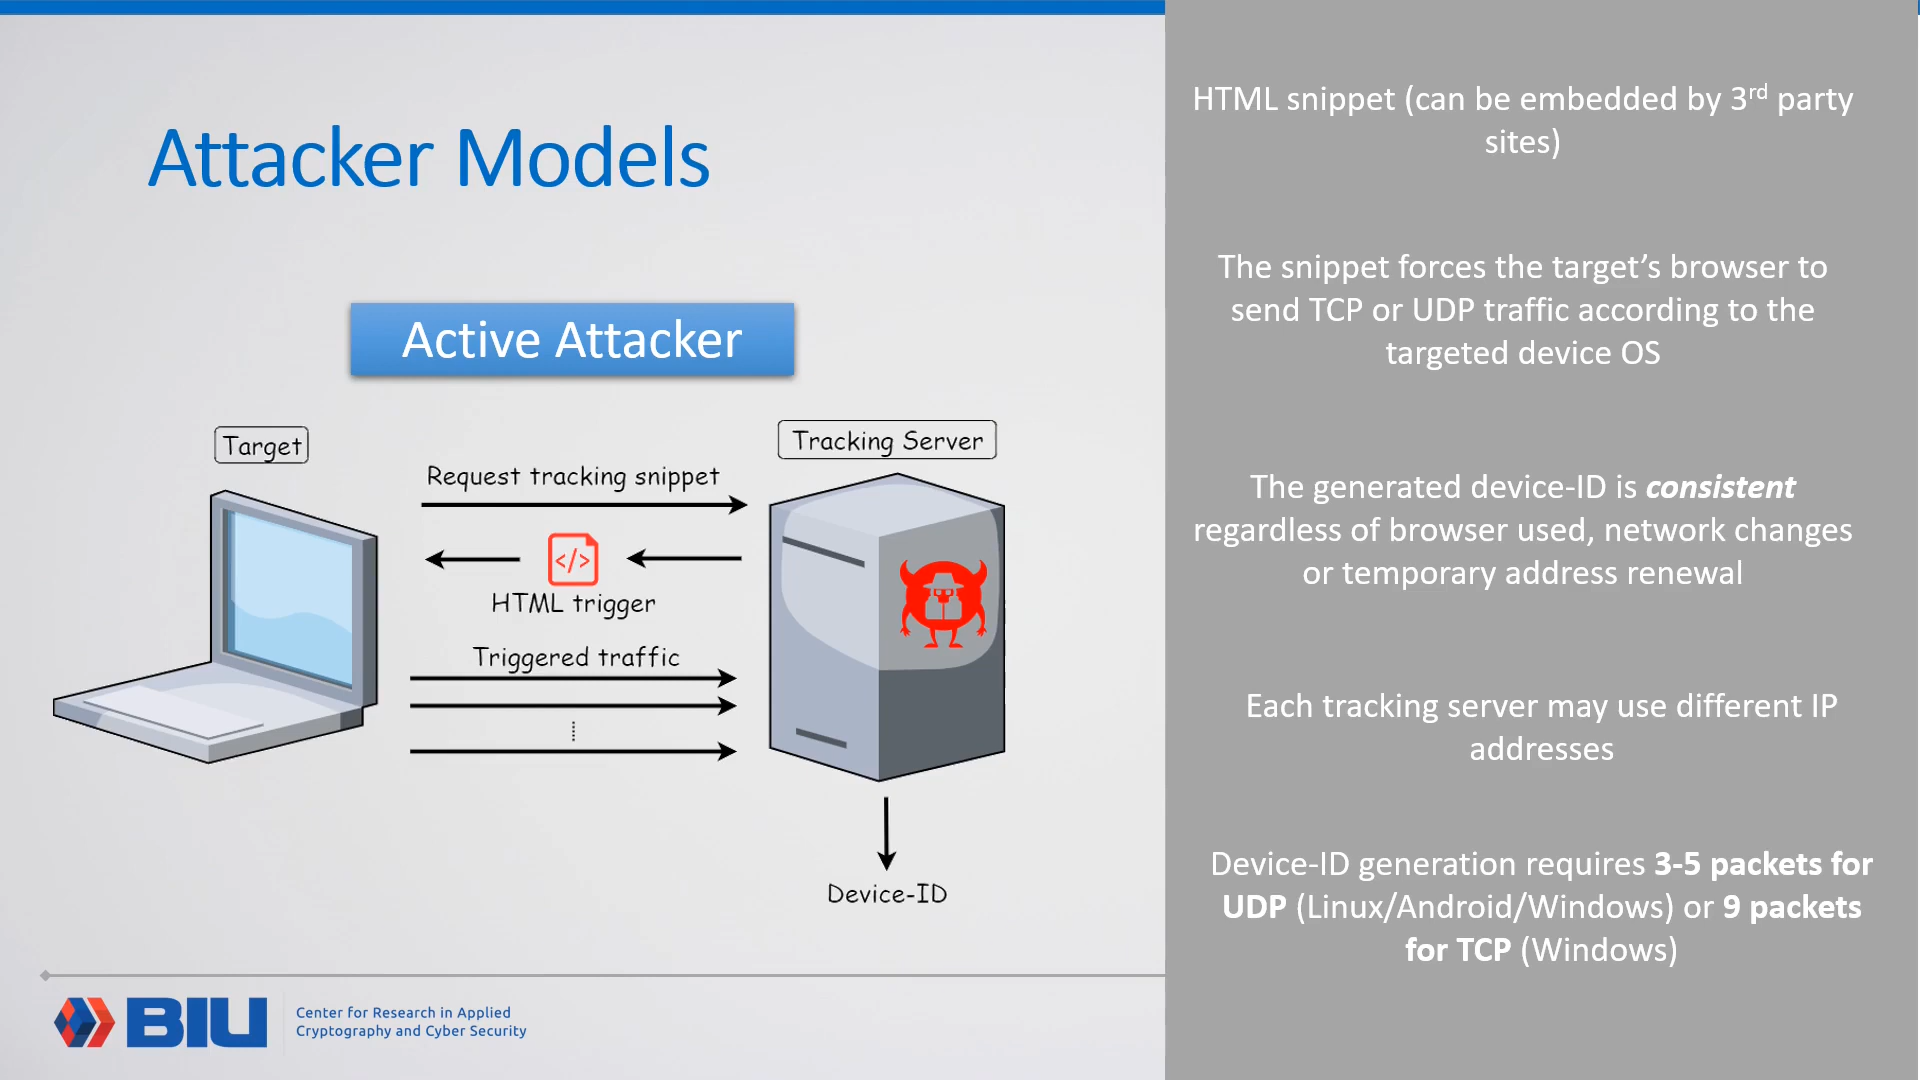 Attacker Models
Active Attacker
Target
Tracking Server
Request tracking snippet
</>
HTML trigger
Triggered traffic
Device-ID
HTML snippet (can be embedded by 3rd party
sites)
The snippet forces the target’s browser to
send TCP or UDP traffic according to the
targeted device OS
The generated device-ID is consistent
regardless of browser used, network changes
or temporary address renewal
Each tracking server may use different IP
addresses
Device-ID generation requires 3-5 packets for
UDP (Linux/Android/Windows) or 9 packets
for TCP (Windows)
BIU
Center for Research in Applied
Cryptography and Cyber Security